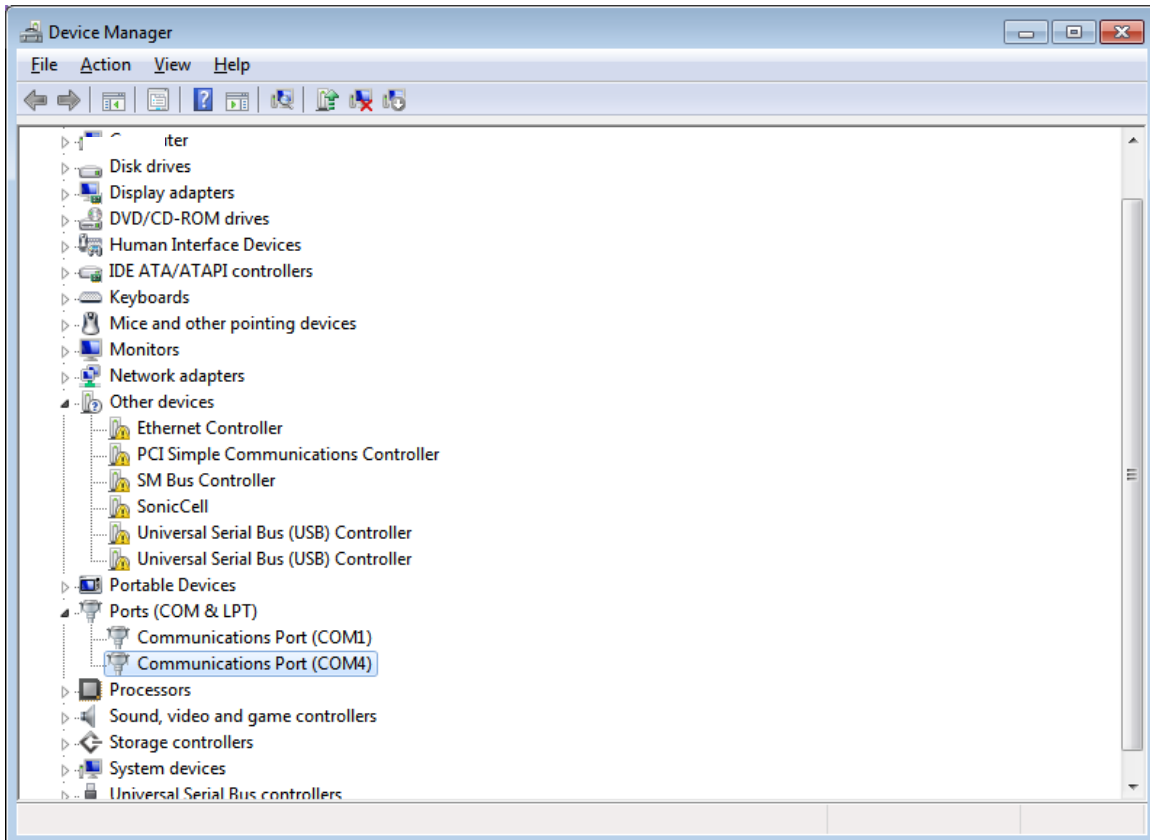 Device Manager
File Action View Help
Disk drives
Display adapters
DVD/CD-ROM drives
Human Interface Devices
IDE ATA/ATAPI controllers
Keyboards
Mice and other pointing devices
Monitors
Network adapters
Other devices
Ethernet Controller
PCI Simple Communications Controller
SM Bus Controller
SonicCell
Universal Serial Bus (USB) Controller
Universal Serial Bus (USB) Controller
Portable Devices
Ports (COM & LPT)
Communications Port (COM1)
Communications Port (COM4)
Processors
Sound, video and game controllers
Storage controllers
System devices
Universal Serial Bus controllers